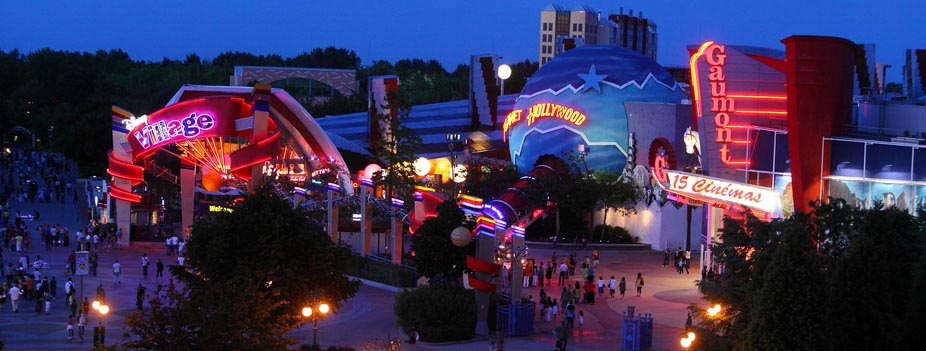 Village
PLANET HOLLYWOOD
Gaumont
15 Cinémas